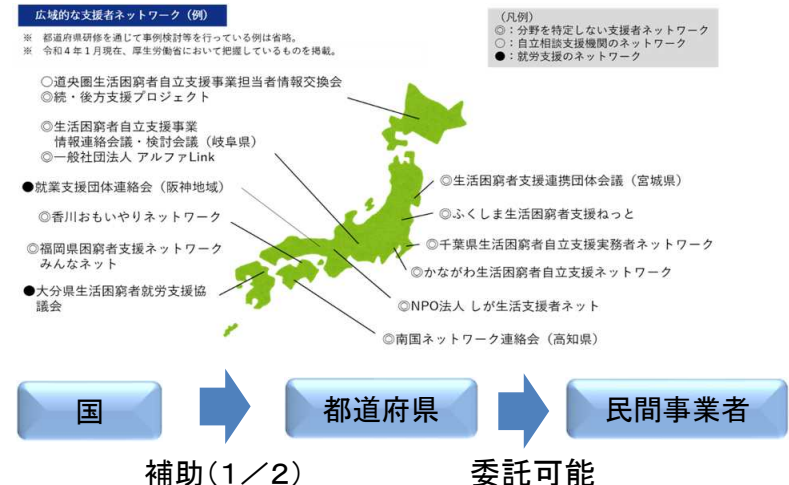 広域的な支援者ネットワーク（例）
※　都道府県研修を通じて事例検討等を行っている例は省略。
※　令和４年１月現在、厚生労働省において把握しているものを掲載。
（凡例）
◎：分野を特定しない支援者ネットワーク
○：自立相談支援機関のネットワーク
●：就労支援のネットワーク
○道央圏生活困窮者自立支援事業担当者情報交換会
◎続・後方支援プロジェクト
◎生活困窮者自立支援事業
情報連絡会議・検討会議（岐阜県）
◎一般社団法人 アルファLink
●就業支援団体連絡会（阪神地域）
◎香川おもいやりネットワーク
◎福岡県困窮者支援ネットワーク
みんなネット
●大分県生活困窮者就労支援協
議会
◎生活困窮者支援連携団体会議（宮城県）
◎ふくしま生活困窮者支援ねっと
◎千葉県生活困窮者自立支援実務者ネットワーク
◎かながわ生活困窮者自立支援ネットワーク
◎NPO法人 しが生活支援者ネット
◎南国ネットワーク連絡会（高知県）
国
都道府県
民間事業者
補助（１／２）
委託可能